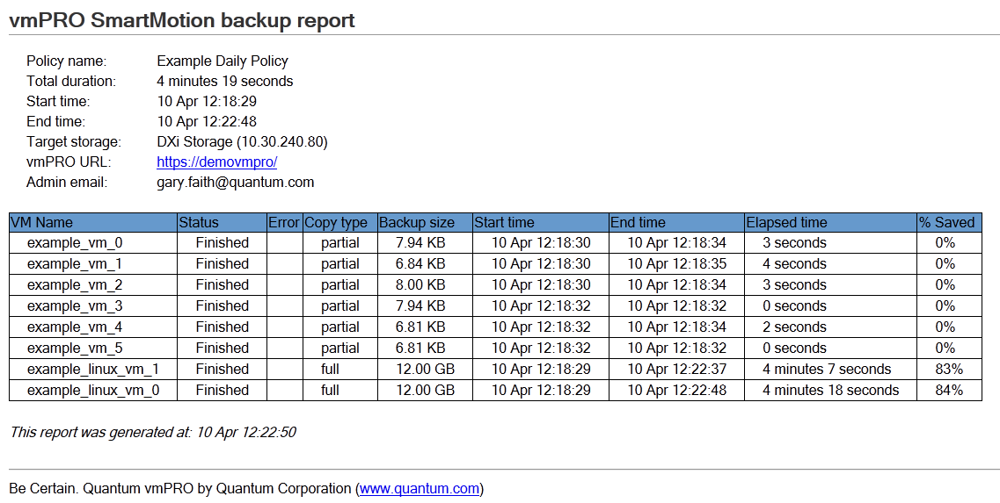 vmPRO SmartMotion backup report
Policy name: Example Daily Policy
Total duration: 4 minutes 19 seconds
Start time: 10 Apr 12:18:29
End time: 10 Apr 12:22:48
Target storage: DXi Storage (10.30.240.80)
vmPRO URL: https://demovmpro/
Admin email: gary.faith@quantum.com
VM Name Status Error Copy type Backup size Start time End time Elapsed time % Saved
example_vm_0 Finished partial 7.94 KB 10 Apr 12:18:30 10 Apr 12:18:34 3 seconds 0%
example_vm_1 Finished partial 6.84 KB 10 Apr 12:18:30 10 Apr 12:18:35 4 seconds 0%
example_vm_2 Finished partial 8.00 KB 10 Apr 12:18:30 10 Apr 12:18:34 3 seconds 0%
example_vm_3 Finished partial 7.94 KB 10 Apr 12:18:32 10 Apr 12:18:32 0 seconds 0%
example_vm_4 Finished partial 6.81 KB 10 Apr 12:18:32 10 Apr 12:18:34 2 seconds 0%
example_vm_5 Finished partial 6.81 KB 10 Apr 12:18:32 10 Apr 12:18:32 0 seconds 0%
example_linux_vm_1 Finished full 12.00 GB 10 Apr 12:18:29 10 Apr 12:22:37 4 minutes 7 seconds 83%
example_linux_vm_0 Finished full 12.00 GB 10 Apr 12:18:29 10 Apr 12:22:48 4 minutes 18 seconds 84%
This report was generated at: 10 Apr 12:22:50
Be Certain. Quantum vmPRO by Quantum Corporation (www.quantum.com)